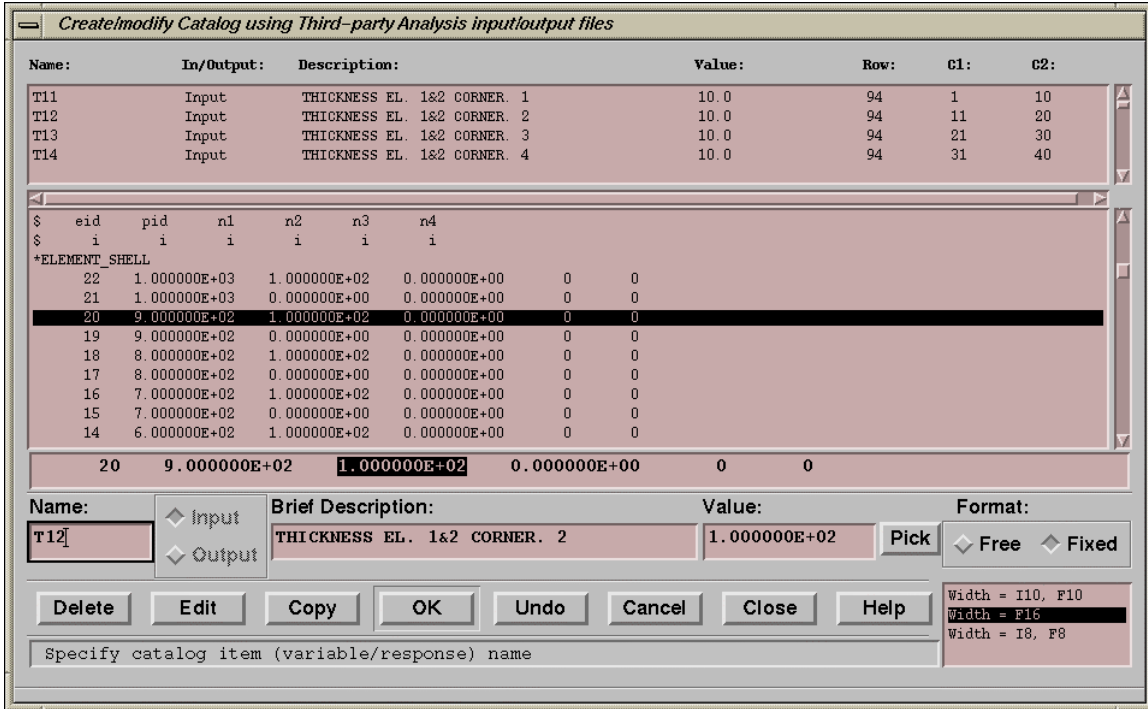 Create/modify Catalog using Third-party Analysis input/output files
Name: In/Output: Description: Value: Row: C1: C2:
T11 Input THICKNESS EL. 1&2 CORNER. 1 10.0 94 1 10
T12 Input THICKNESS EL. 1&2 CORNER. 2 10.0 94 11 20
T13 Input THICKNESS EL. 1&2 CORNER. 3 10.0 94 21 30
T14 Input THICKNESS EL. 1&2 CORNER. 4 10.0 94 31 40
$ eid pid n1 n2 n3 n4
$ i i i i i i
*ELEMENT_SHELL
22 1.000000E+03 1.000000E+02 0.000000E+00 0 0
21 1.000000E+03 0.000000E+00 0.000000E+00 0 0
20 9.000000E+02 1.000000E+02 0.000000E+00 0 0
19 9.000000E+02 0.000000E+00 0.000000E+00 0 0
18 8.000000E+02 1.000000E+02 0.000000E+00 0 0
17 8.000000E+02 0.000000E+00 0.000000E+00 0 0
16 7.000000E+02 1.000000E+02 0.000000E+00 0 0
15 7.000000E+02 0.000000E+00 0.000000E+00 0 0
14 6.000000E+02 1.000000E+02 0.000000E+00 0 0
20 9.000000E+02 1.000000E+02 0.000000E+00 0 0
Name: Input Brief Description: Value: Format:
T12 Output THICKNESS EL. 1&2 CORNER. 2 1.000000E+02 Pick Free Fixed
Delete Edit Copy OK Undo Cancel Close Help
Width = I10, F10
Width = F16
Width = I8, F8
Specify catalog item (variable/response) name